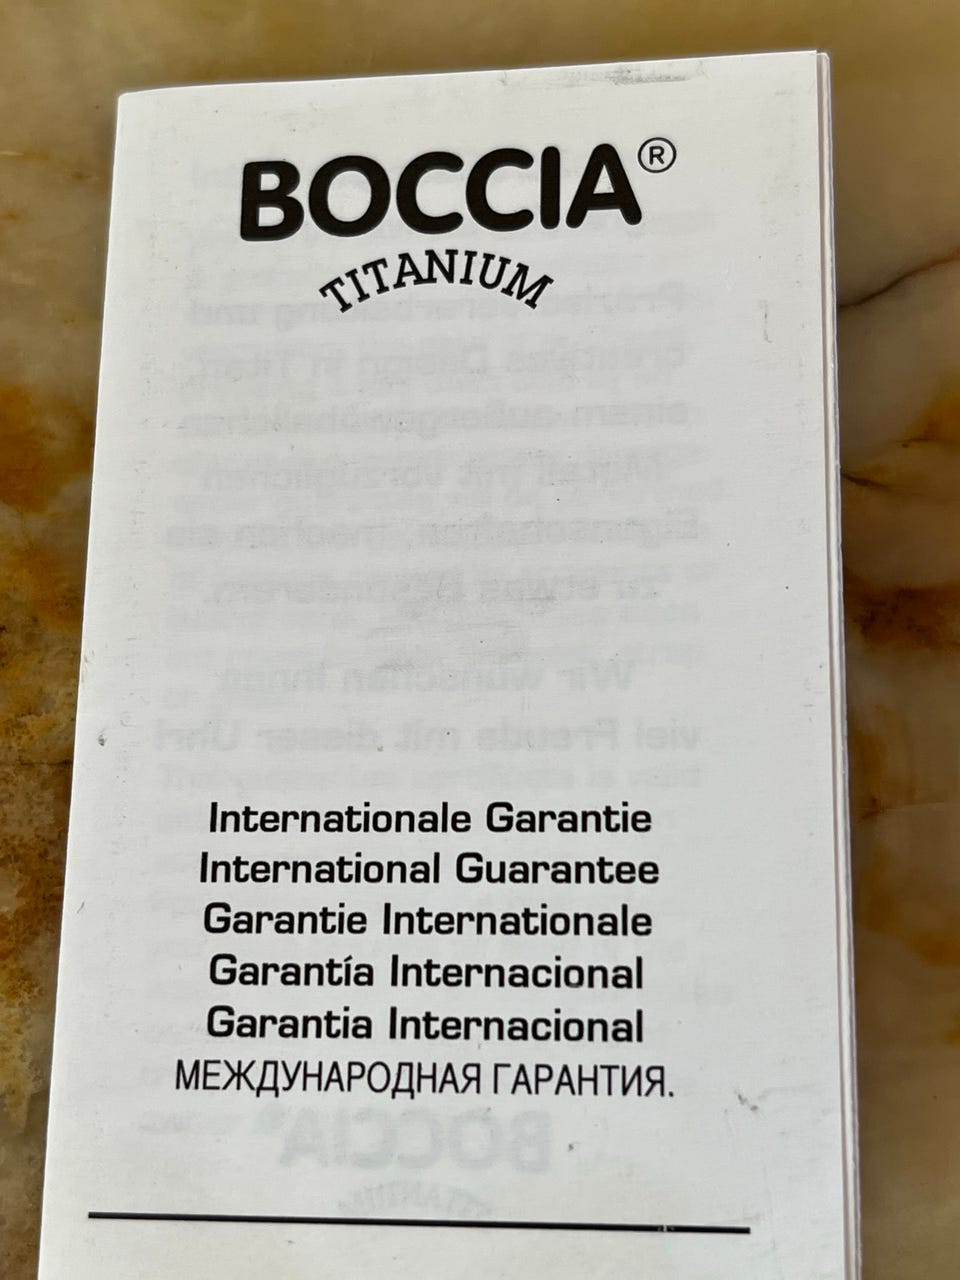 BOCCIA®
TITANIUM
Internationale Garantie
International Guarantee
Garantie Internationale
Garantía Internacional
Garantia Internacional
МЕЖДУНАРОДНАЯ ГАРАНТИЯ.